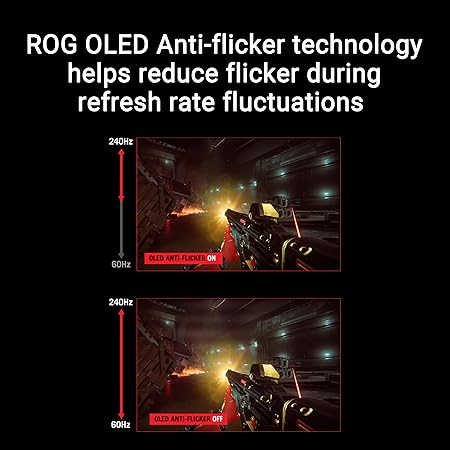 ROG OLED Anti-flicker technology
helps reduce flicker during
refresh rate fluctuations
240Hz
60Hz
OLED ANTI-FLICKER ON
240Hz
60Hz
OLED ANTI-FLICKER OFF